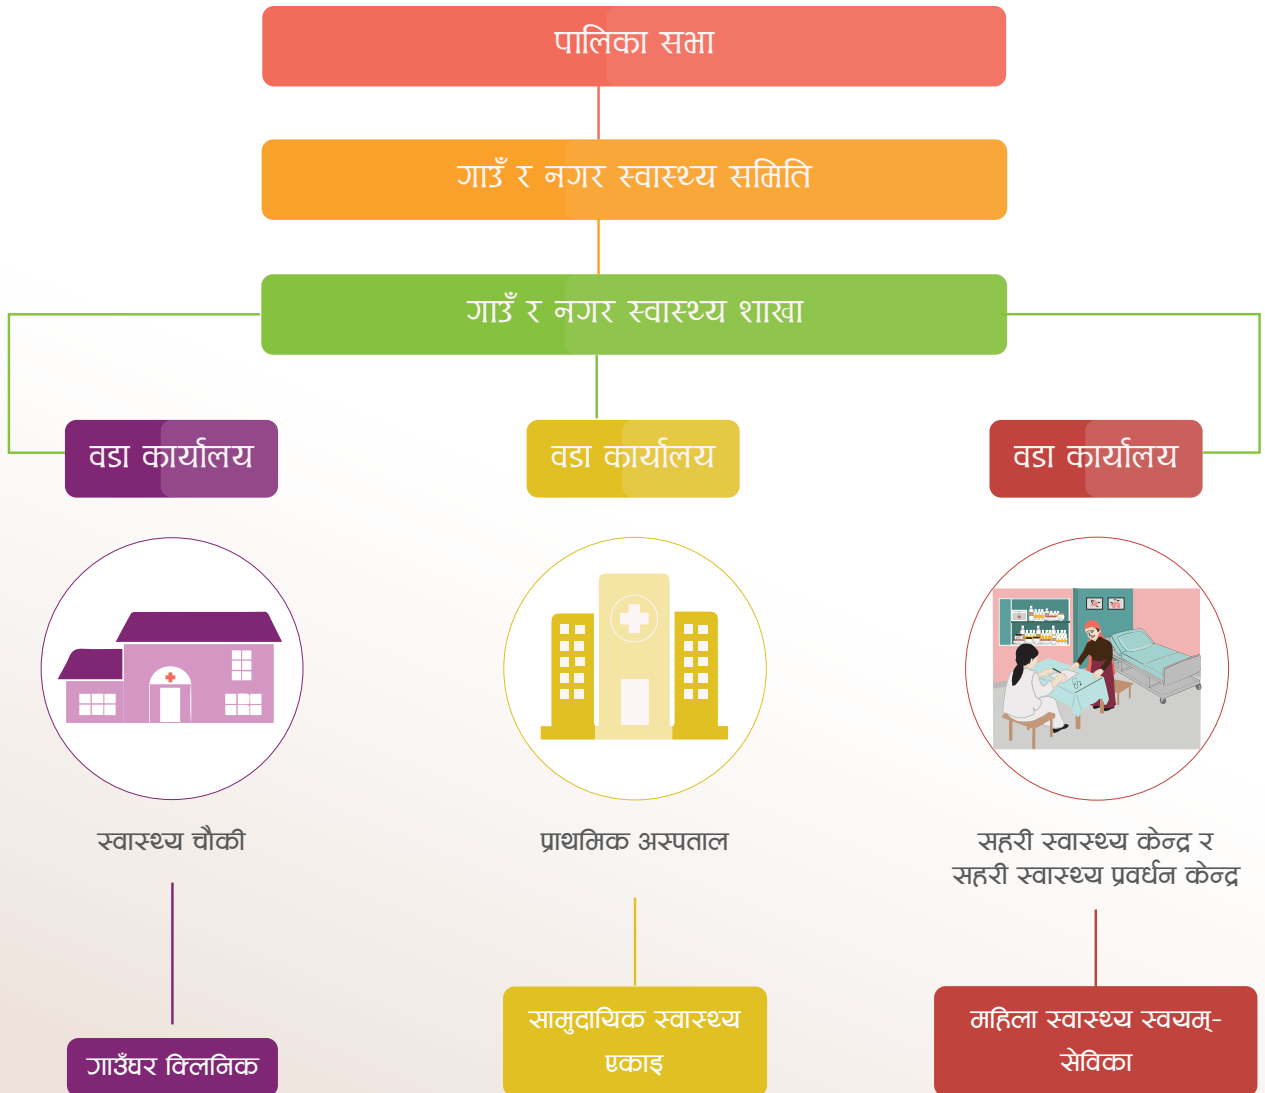 पालिका सभा
गाउँ र नगर स्वास्थ्य समिति
गाउँ र नगर स्वास्थ्य शाखा
वडा कार्यालय
वडा कार्यालय
वडा कार्यालय
स्वास्थ्य चौकी
प्राथमिक अस्पताल
सहरी स्वास्थ्य केन्द्र र
सहरी स्वास्थ्य प्रवर्धन केन्द्र
गाउँघर क्लिनिक
सामुदायिक स्वास्थ्य
एकाइ
महिला स्वास्थ्य स्वयम्-
सेविका